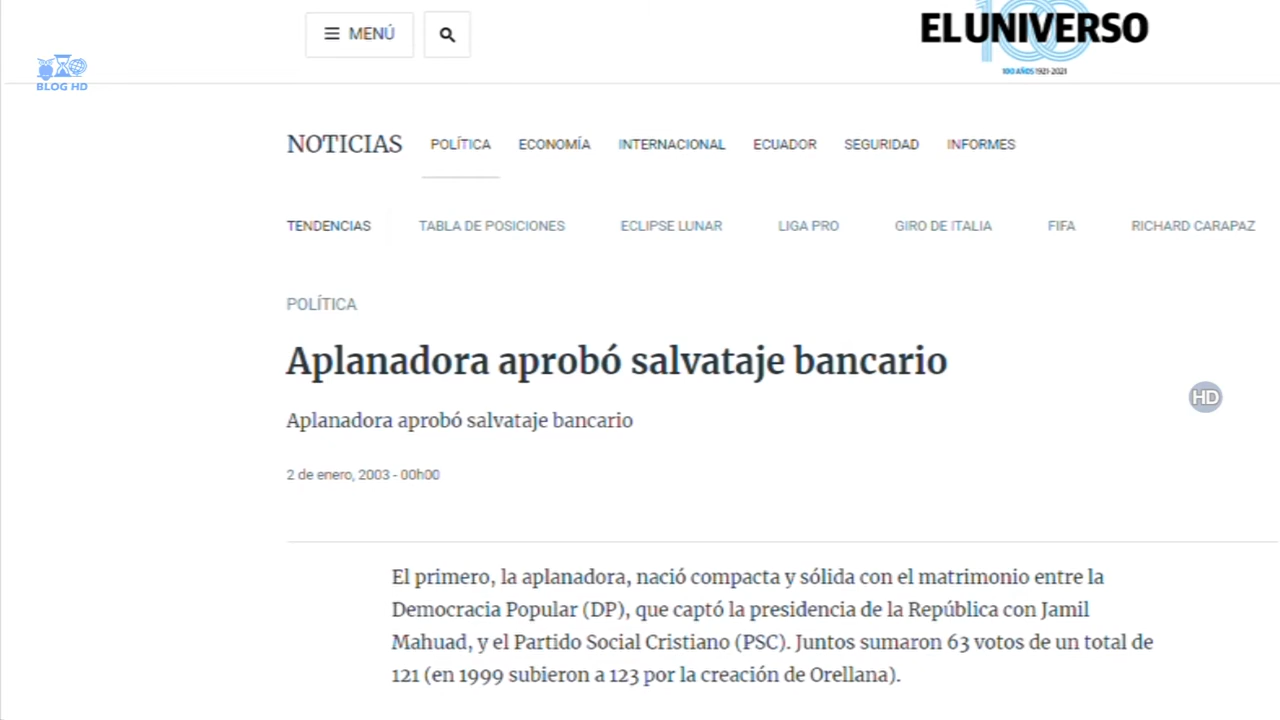 MENÚ
EL UNIVERSO
100
100 AÑOS 1921-2021
BLOG HD
NOTICIAS POLÍTICA ECONOMÍA INTERNACIONAL ECUADOR SEGURIDAD INFORMES
TENDENCIAS TABLA DE POSICIONES ECLIPSE LUNAR LIGA PRO GIRO DE ITALIA FIFA RICHARD CARAPAZ
POLÍTICA
Aplanadora aprobó salvataje bancario
HD
Aplanadora aprobó salvataje bancario
2 de enero, 2003 - 00h00
El primero, la aplanadora, nació compacta y sólida con el matrimonio entre la
Democracia Popular (DP), que captó la presidencia de la República con Jamil
Mahuad, y el Partido Social Cristiano (PSC). Juntos sumaron 63 votos de un total de
121 (en 1999 subieron a 123 por la creación de Orellana).